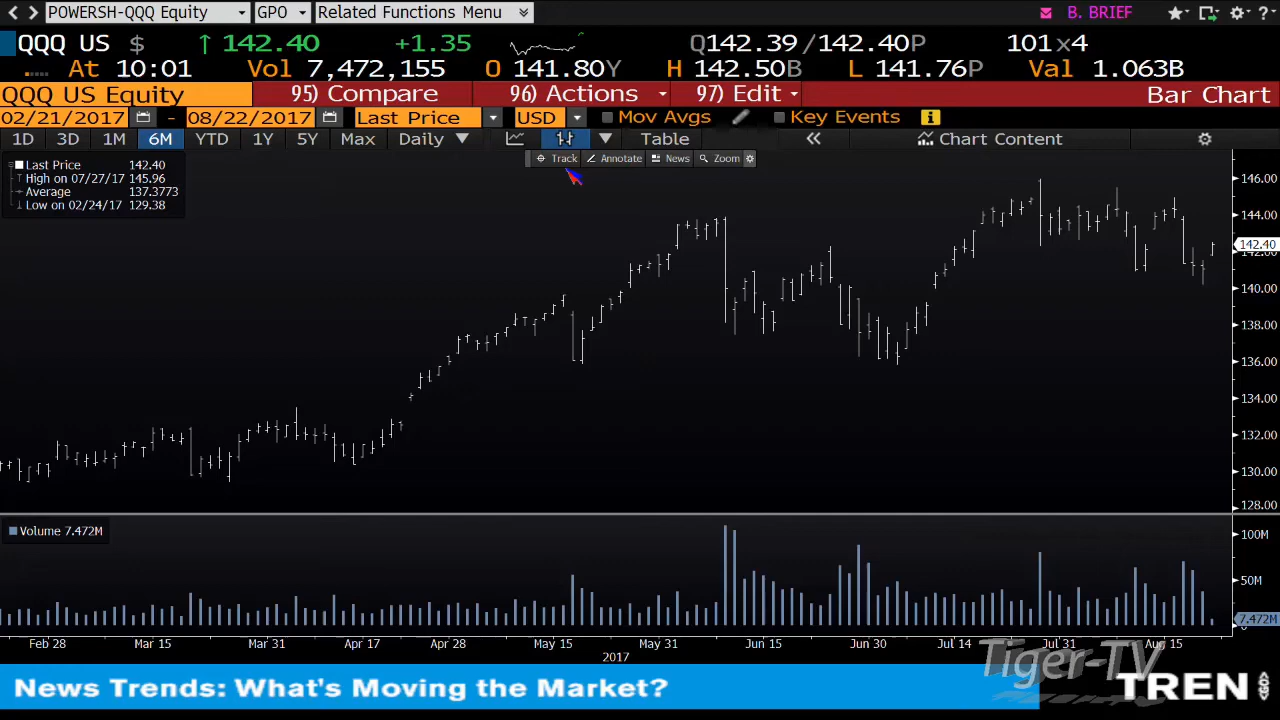 POWERSH-QQQ Equity GPO Related Functions Menu B. BRIEF
QQQ US $ ↑ 142.40 +1.35 Q142.39 /142.40P 101x4
At 10:01 Vol 7,472,155 O 141.80Y H 142.50B L 141.76P Val 1.063B
QQQ US Equity 95) Compare 96) Actions 97) Edit Bar Chart
02/21/2017 - 08/22/2017 Last Price USD Mov Avgs Key Events
1D 3D 1M 6M YTD 1Y 5Y Max Daily Table Chart Content
Track Annotate News Zoom
Last Price 142.40
High on 07/27/17 145.96
Average 137.3773
Low on 02/24/17 129.38
146.00
144.00
142.40
142.00
140.00
138.00
136.00
134.00
132.00
130.00
128.00
Volume 7.472M
100M
50M
7.472M
0
Feb 28 Mar 15 Mar 31 Apr 17 Apr 28 May 15 May 31 Jun 15 Jun 30 Jul 14 Jul 31 Aug 15
2017
Tiger-TV
News Trends: What's Moving the Market? TREN